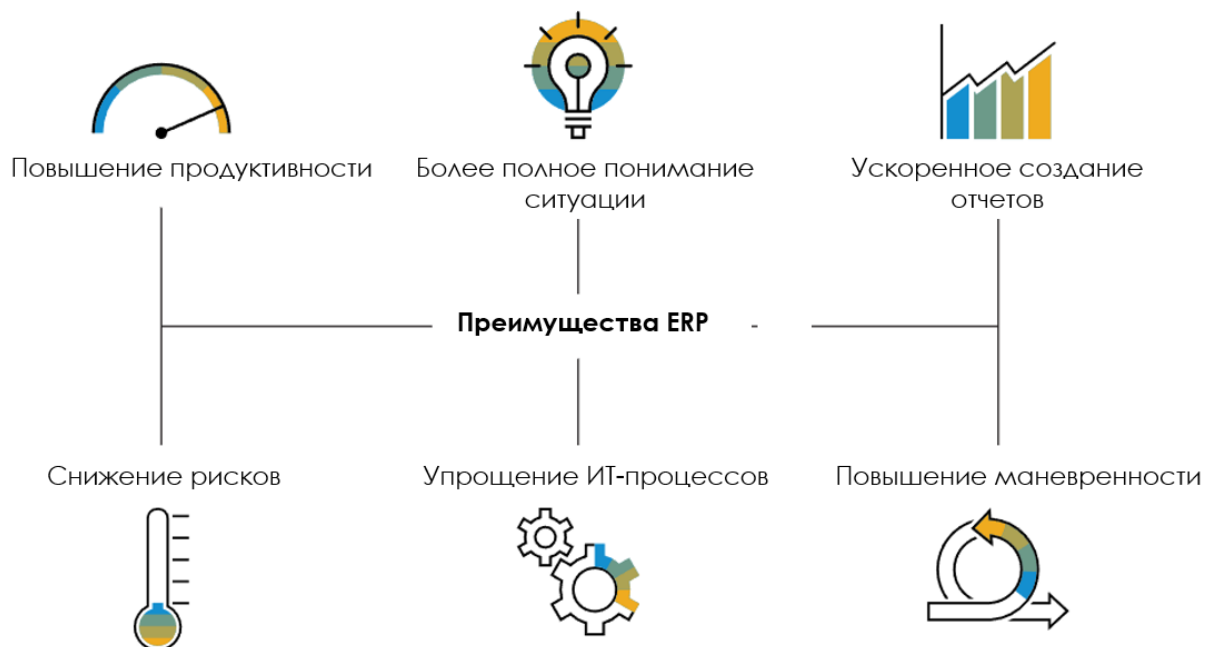 Повышение продуктивности
Более полное понимание
ситуации
Ускоренное создание
отчетов
Преимущества ERP
Снижение рисков
Упрощение ИТ-процессов
Повышение маневренности